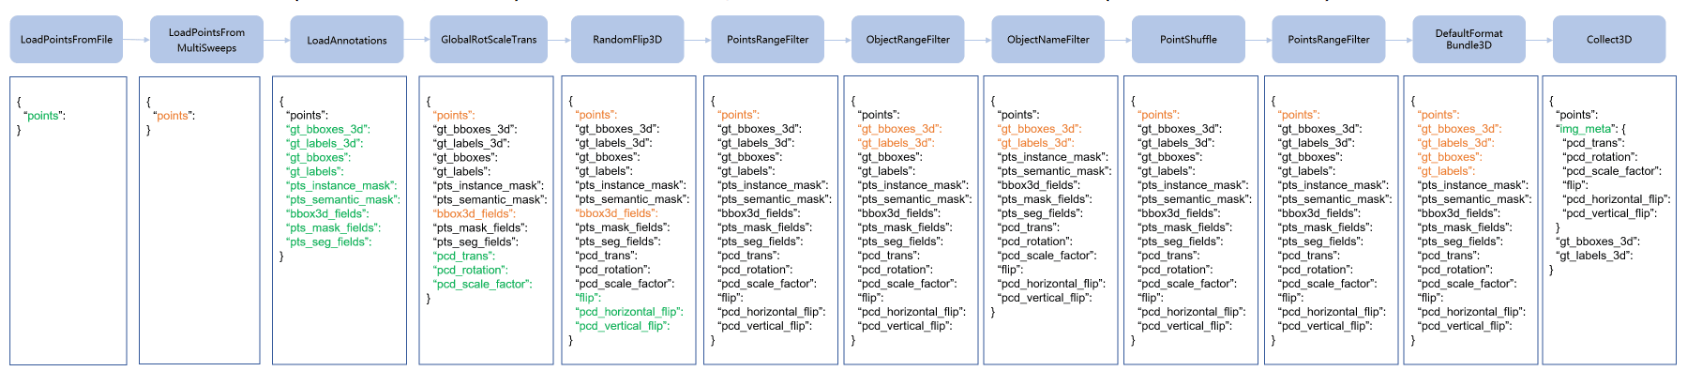 LoadPointsFromFile
LoadPointsFrom
MultiSweeps
LoadAnnotations
GlobalRotScaleTrans
RandomFlip3D
PointsRangeFilter
ObjectRangeFilter
ObjectNameFilter
PointShuffle
PointsRangeFilter
DefaultFormat
Bundle3D
Collect3D
{
"points":
}
{
"points":
}
{
"points":
"gt_bboxes_3d":
"gt_labels_3d":
"gt_bboxes":
"gt_labels":
"pts_instance_mask":
"pts_semantic_mask":
"bbox3d_fields":
"pts_mask_fields":
"pts_seg_fields":
}
{
"points":
"gt_bboxes_3d":
"gt_labels_3d":
"gt_bboxes":
"gt_labels":
"pts_instance_mask":
"pts_semantic_mask":
"bbox3d_fields":
"pts_mask_fields":
"pts_seg_fields":
"pcd_trans":
"pcd_rotation":
"pcd_scale_factor":
}
{
"points":
"gt_bboxes_3d":
"gt_labels_3d":
"gt_bboxes":
"gt_labels":
"pts_instance_mask":
"pts_semantic_mask":
"bbox3d_fields":
"pts_mask_fields":
"pts_seg_fields":
"pcd_trans":
"pcd_rotation":
"pcd_scale_factor":
"flip":
"pcd_horizontal_flip":
"pcd_vertical_flip":
}
{
"points":
"gt_bboxes_3d":
"gt_labels_3d":
"gt_bboxes":
"gt_labels":
"pts_instance_mask":
"pts_semantic_mask":
"bbox3d_fields":
"pts_mask_fields":
"pts_seg_fields":
"pcd_trans":
"pcd_rotation":
"pcd_scale_factor":
"flip":
"pcd_horizontal_flip":
"pcd_vertical_flip":
}
{
"points":
"gt_bboxes_3d":
"gt_labels_3d":
"gt_bboxes":
"gt_labels":
"pts_instance_mask":
"pts_semantic_mask":
"bbox3d_fields":
"pts_mask_fields":
"pts_seg_fields":
"pcd_trans":
"pcd_rotation":
"pcd_scale_factor":
"flip":
"pcd_horizontal_flip":
"pcd_vertical_flip":
}
{
"points":
"gt_bboxes_3d":
"gt_labels_3d":
"pts_instance_mask":
"pts_semantic_mask":
"bbox3d_fields":
"pts_mask_fields":
"pts_seg_fields":
"pcd_trans":
"pcd_rotation":
"pcd_scale_factor":
"flip":
"pcd_horizontal_flip":
"pcd_vertical_flip":
}
{
"points":
"gt_bboxes_3d":
"gt_labels_3d":
"gt_bboxes":
"gt_labels":
"pts_instance_mask":
"pts_semantic_mask":
"bbox3d_fields":
"pts_mask_fields":
"pts_seg_fields":
"pcd_trans":
"pcd_rotation":
"pcd_scale_factor":
"flip":
"pcd_horizontal_flip":
"pcd_vertical_flip":
}
{
"points":
"gt_bboxes_3d":
"gt_labels_3d":
"gt_bboxes":
"gt_labels":
"pts_instance_mask":
"pts_semantic_mask":
"bbox3d_fields":
"pts_mask_fields":
"pts_seg_fields":
"pcd_trans":
"pcd_rotation":
"pcd_scale_factor":
"flip":
"pcd_horizontal_flip":
"pcd_vertical_flip":
}
{
"points":
"gt_bboxes_3d":
"gt_labels_3d":
"gt_bboxes":
"gt_labels":
"pts_instance_mask":
"pts_semantic_mask":
"bbox3d_fields":
"pts_mask_fields":
"pts_seg_fields":
"pcd_trans":
"pcd_rotation":
"pcd_scale_factor":
"flip":
"pcd_horizontal_flip":
"pcd_vertical_flip":
}
{
"points":
"img_meta": {
"pcd_trans":
"pcd_rotation":
"pcd_scale_factor":
"flip":
"pcd_horizontal_flip":
"pcd_vertical_flip":
}
"gt_bboxes_3d":
"gt_labels_3d":
}